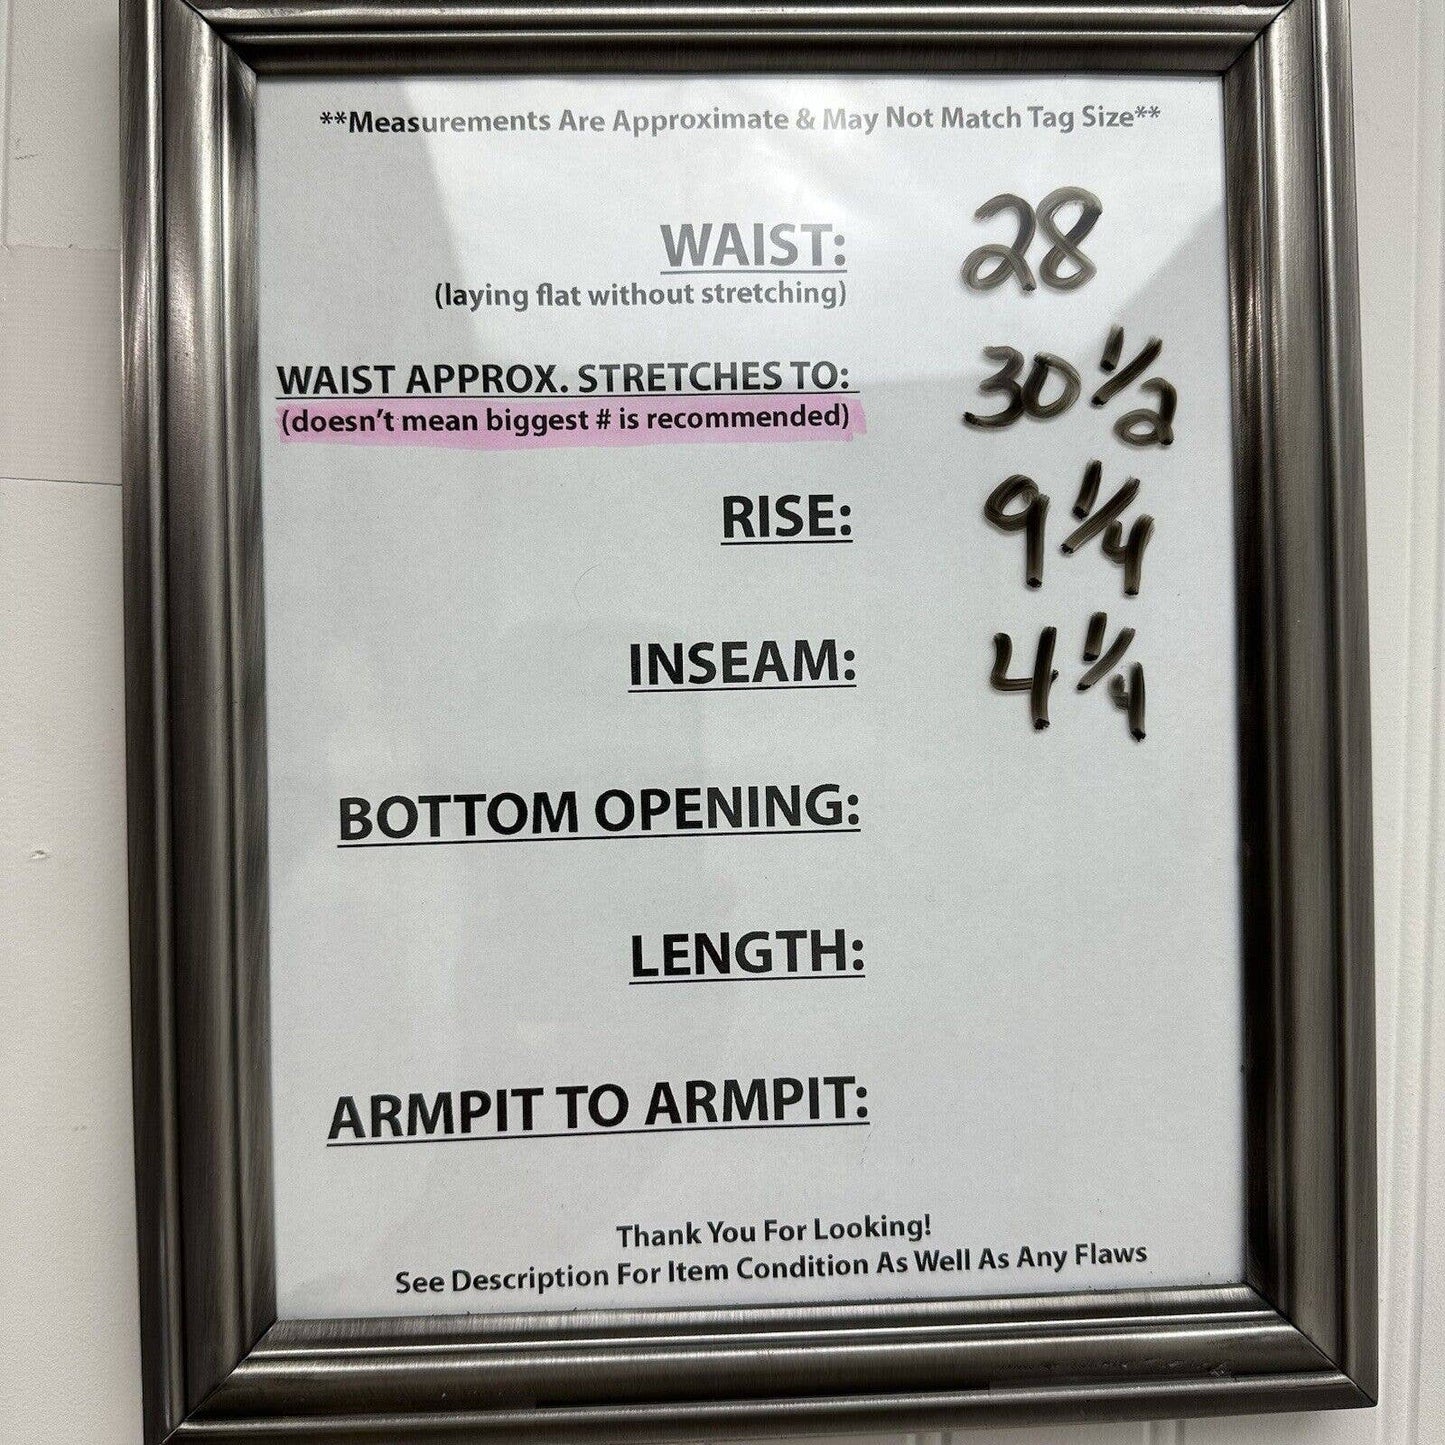 **Measurements Are Approximate & May Not Match Tag Size**
WAIST: 28
(laying flat without stretching)
WAIST APPROX. STRETCHES TO: 30 1/2
(doesn't mean biggest # is recommended)
RISE: 9 1/4
INSEAM: 4 1/4
BOTTOM OPENING:
LENGTH:
ARMPIT TO ARMPIT:
Thank You For Looking!
See Description For Item Condition As Well As Any Flaws